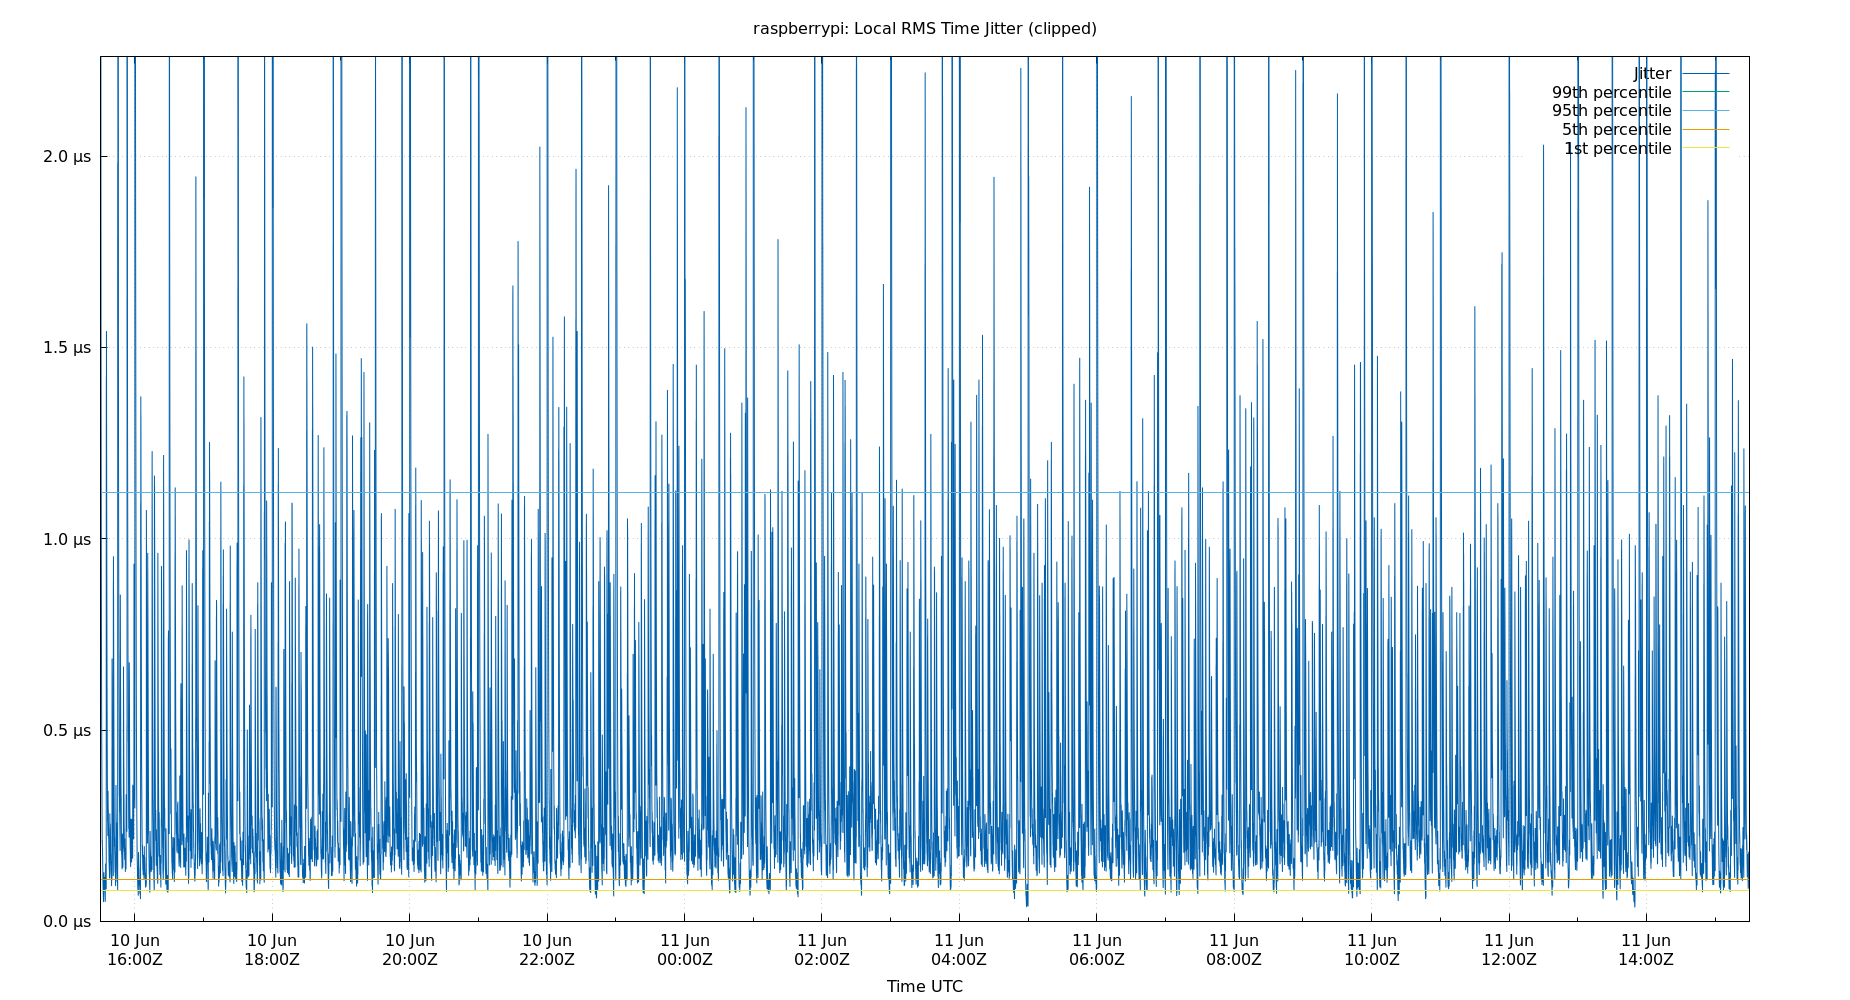 raspberrypi: Local RMS Time Jitter (clipped)
Jitter
99th percentile
95th percentile
5th percentile
1st percentile
2.0 µs
1.5 µs
1.0 µs
0.5 µs
0.0 µs
10 Jun 10 Jun 10 Jun 10 Jun 11 Jun 11 Jun 11 Jun 11 Jun 11 Jun 11 Jun 11 Jun 11 Jun
16:00Z 18:00Z 20:00Z 22:00Z 00:00Z 02:00Z 04:00Z 06:00Z 08:00Z 10:00Z 12:00Z 14:00Z
Time UTC